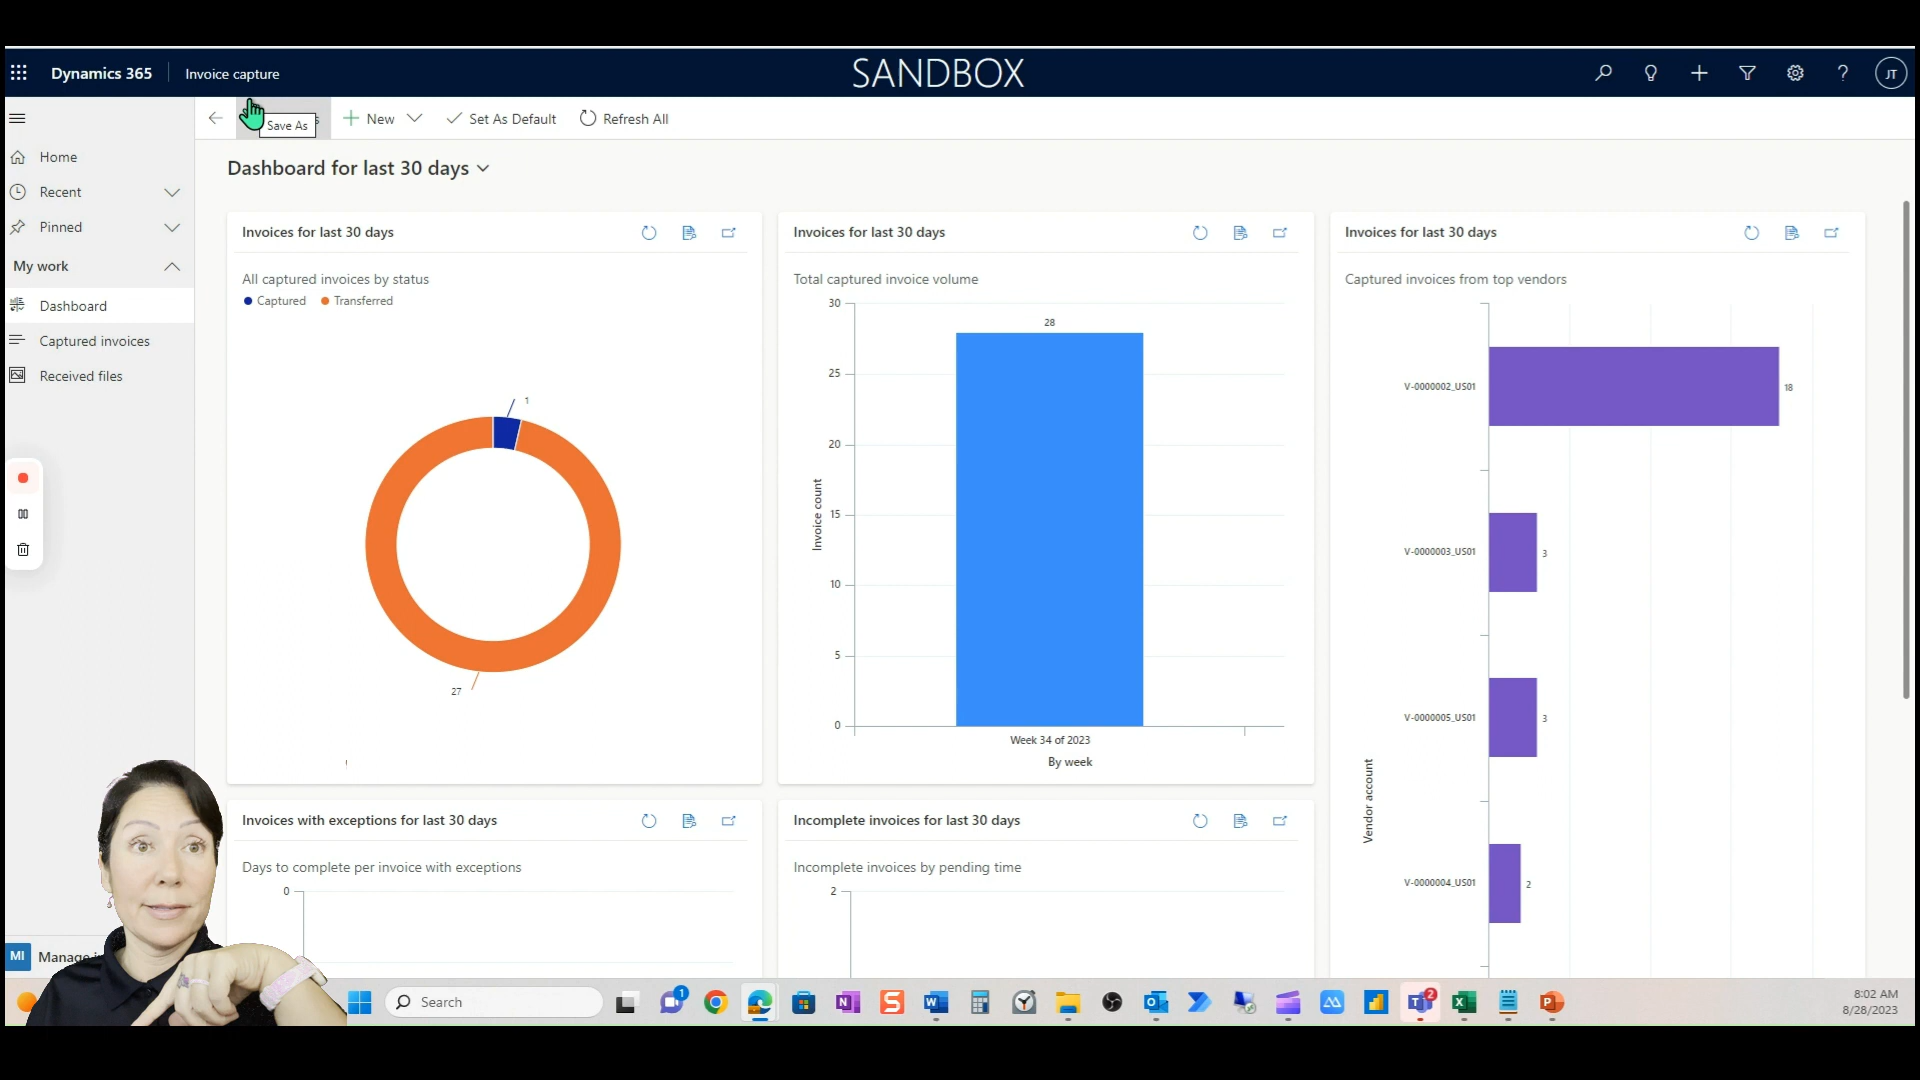 Dynamics 365
Invoice capture
SANDBOX
JT
Save As
New
Set As Default
Refresh All
Home
Recent
Pinned
My work
Dashboard
Captured invoices
Received files
Dashboard for last 30 days
Invoices for last 30 days
All captured invoices by status
Captured
Transferred
1
27
Invoices for last 30 days
Total captured invoice volume
30
25
20
15
10
5
0
Invoice count
28
Week 34 of 2023
By week
Invoices for last 30 days
Captured invoices from top vendors
V-0000002_US01
18
V-0000003_US01
3
V-0000005_US01
3
V-0000004_US01
2
Vendor account
Invoices with exceptions for last 30 days
Days to complete per invoice with exceptions
0
Incomplete invoices for last 30 days
Incomplete invoices by pending time
2
MI
Manage
Search
1
2
8:02 AM
8/28/2023